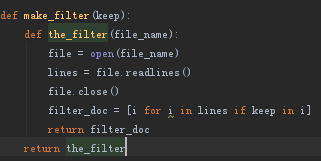 def make_filter(keep):
    def the_filter(file_name):
        file = open(file_name)
        lines = file.readlines()
        file.close()
        filter_doc = [i for i in lines if keep in i]
        return filter_doc
    return the_filter